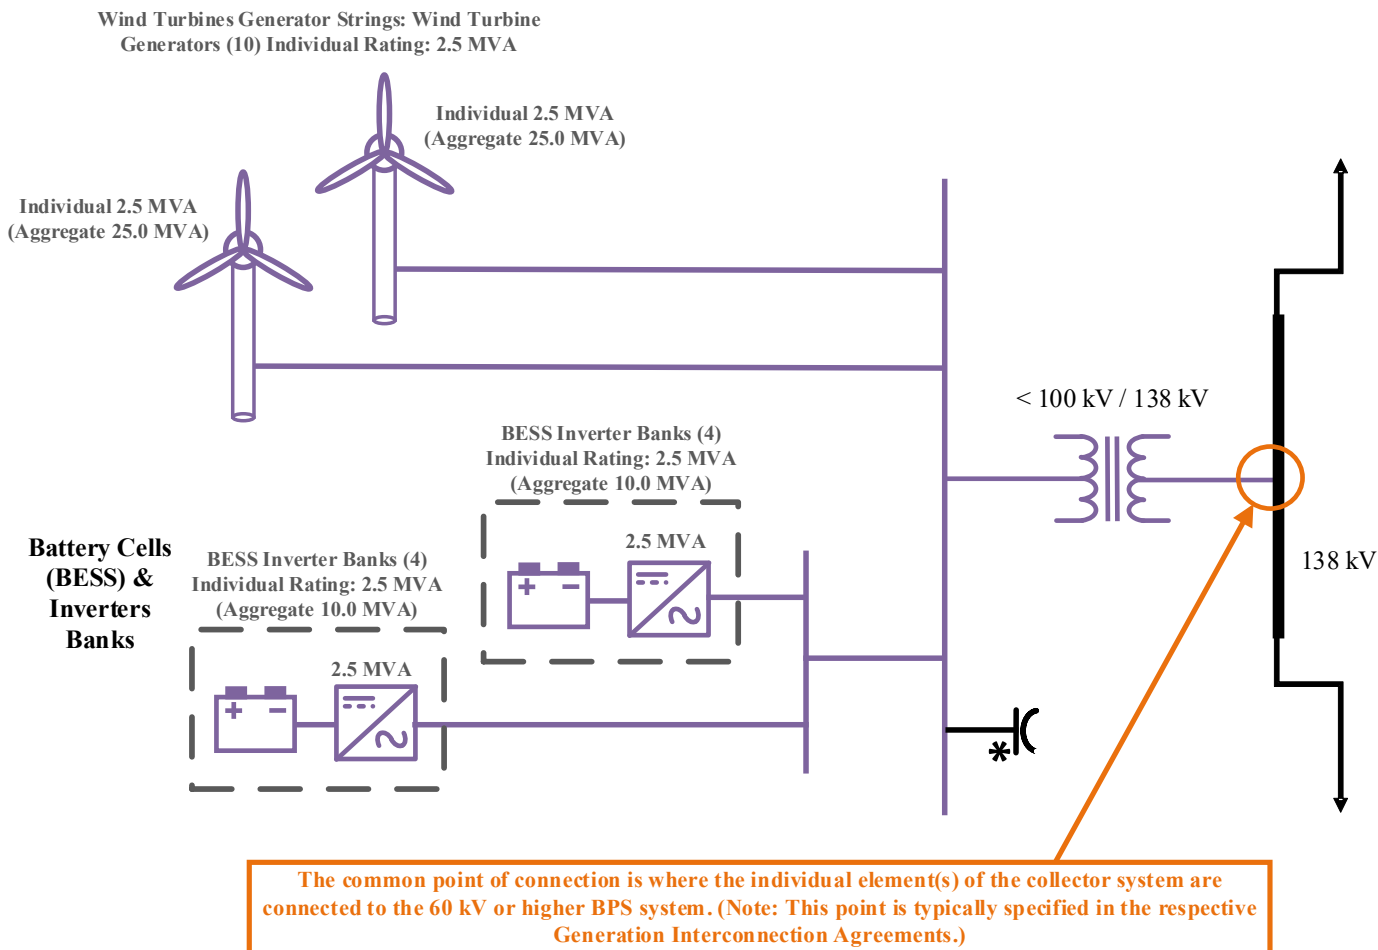 Wind Turbines Generator Strings: Wind Turbine
Generators (10) Individual Rating: 2.5 MVA
Individual 2.5 MVA
(Aggregate 25.0 MVA)
Individual 2.5 MVA
(Aggregate 25.0 MVA)
< 100 kV / 138 kV
BESS Inverter Banks (4)
Individual Rating: 2.5 MVA
(Aggregate 10.0 MVA)
2.5 MVA
+ −
138 kV
Battery Cells
(BESS) &
Inverters
Banks
BESS Inverter Banks (4)
Individual Rating: 2.5 MVA
(Aggregate 10.0 MVA)
2.5 MVA
+ −
*
The common point of connection is where the individual element(s) of the collector system are
connected to the 60 kV or higher BPS system. (Note: This point is typically specified in the respective
Generation Interconnection Agreements.)